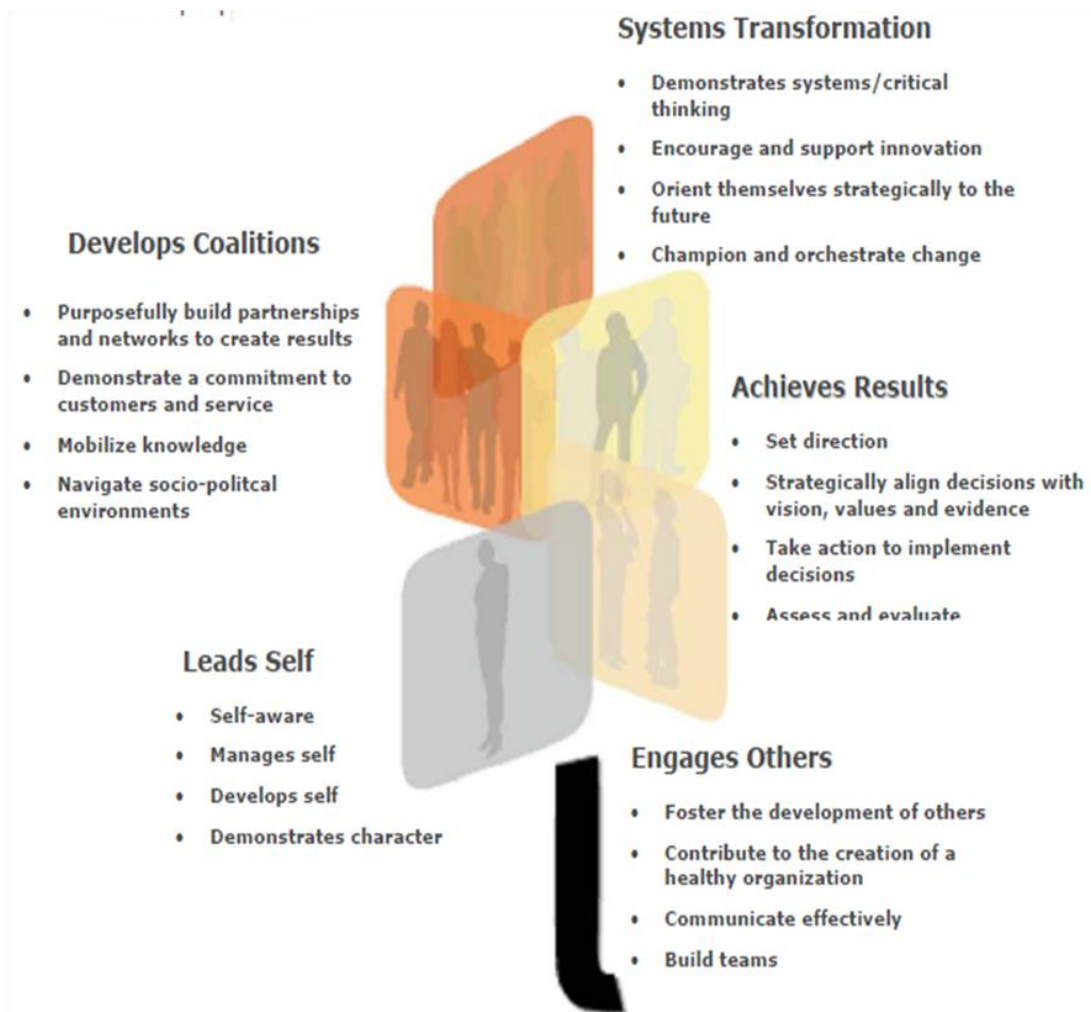 Systems Transformation
• Demonstrates systems/critical
thinking
• Encourage and support innovation
• Orient themselves strategically to the
future
• Champion and orchestrate change
Develops Coalitions
• Purposefully build partnerships
and networks to create results
• Demonstrate a commitment to
customers and service
• Mobilize knowledge
• Navigate socio-politcal
environments
Achieves Results
• Set direction
• Strategically align decisions with
vision, values and evidence
• Take action to implement
decisions
• Assess and evaluate
Leads Self
• Self-aware
• Manages self
• Develops self
• Demonstrates character
Engages Others
• Foster the development of others
• Contribute to the creation of a
healthy organization
• Communicate effectively
• Build teams